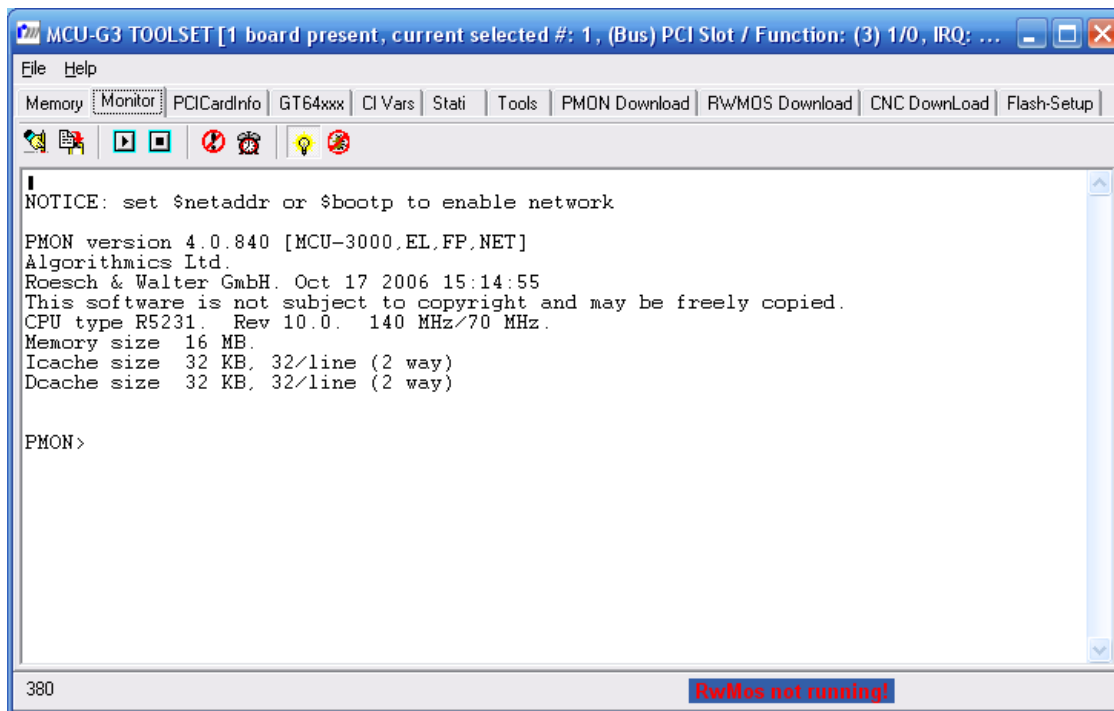 MCU-G3 TOOLSET [1 board present, current selected #: 1, (Bus) PCI Slot / Function: (3) 1/0, IRQ: ...
File Help
Memory Monitor PCICardInfo GT64xxx CI Vars Stati Tools PMON Download RWMOS Download CNC DownLoad Flash-Setup
NOTICE: set $netaddr or $bootp to enable network
PMON version 4.0.840 [MCU-3000,EL,FP,NET]
Algorithmics Ltd.
Roesch & Walter GmbH. Oct 17 2006 15:14:55
This software is not subject to copyright and may be freely copied.
CPU type R5231. Rev 10.0. 140 MHz/70 MHz.
Memory size 16 MB.
Icache size 32 KB, 32/line (2 way)
Dcache size 32 KB, 32/line (2 way)
PMON>
380 RwMos not running!